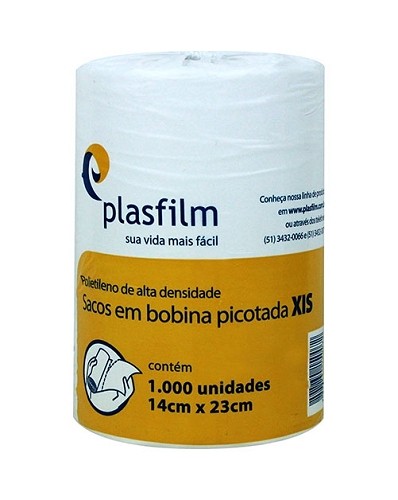 plasfilm
sua vida mais fácil
Conheça nossa linha de
em www.plasfilm.com
ou através dos
(51) 3432-0066 e (51)
Polietileno de alta densidade
Sacos em bobina picotada XIS
contém
1.000 unidades
14cm x 23cm